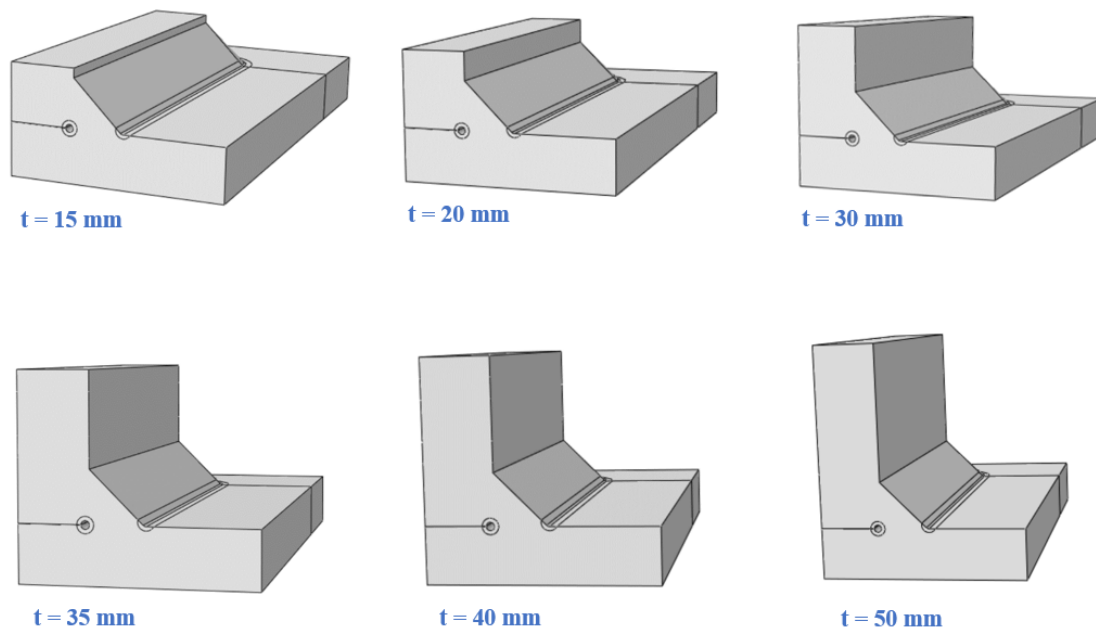 t = 15 mm
t = 20 mm
t = 30 mm
t = 35 mm
t = 40 mm
t = 50 mm